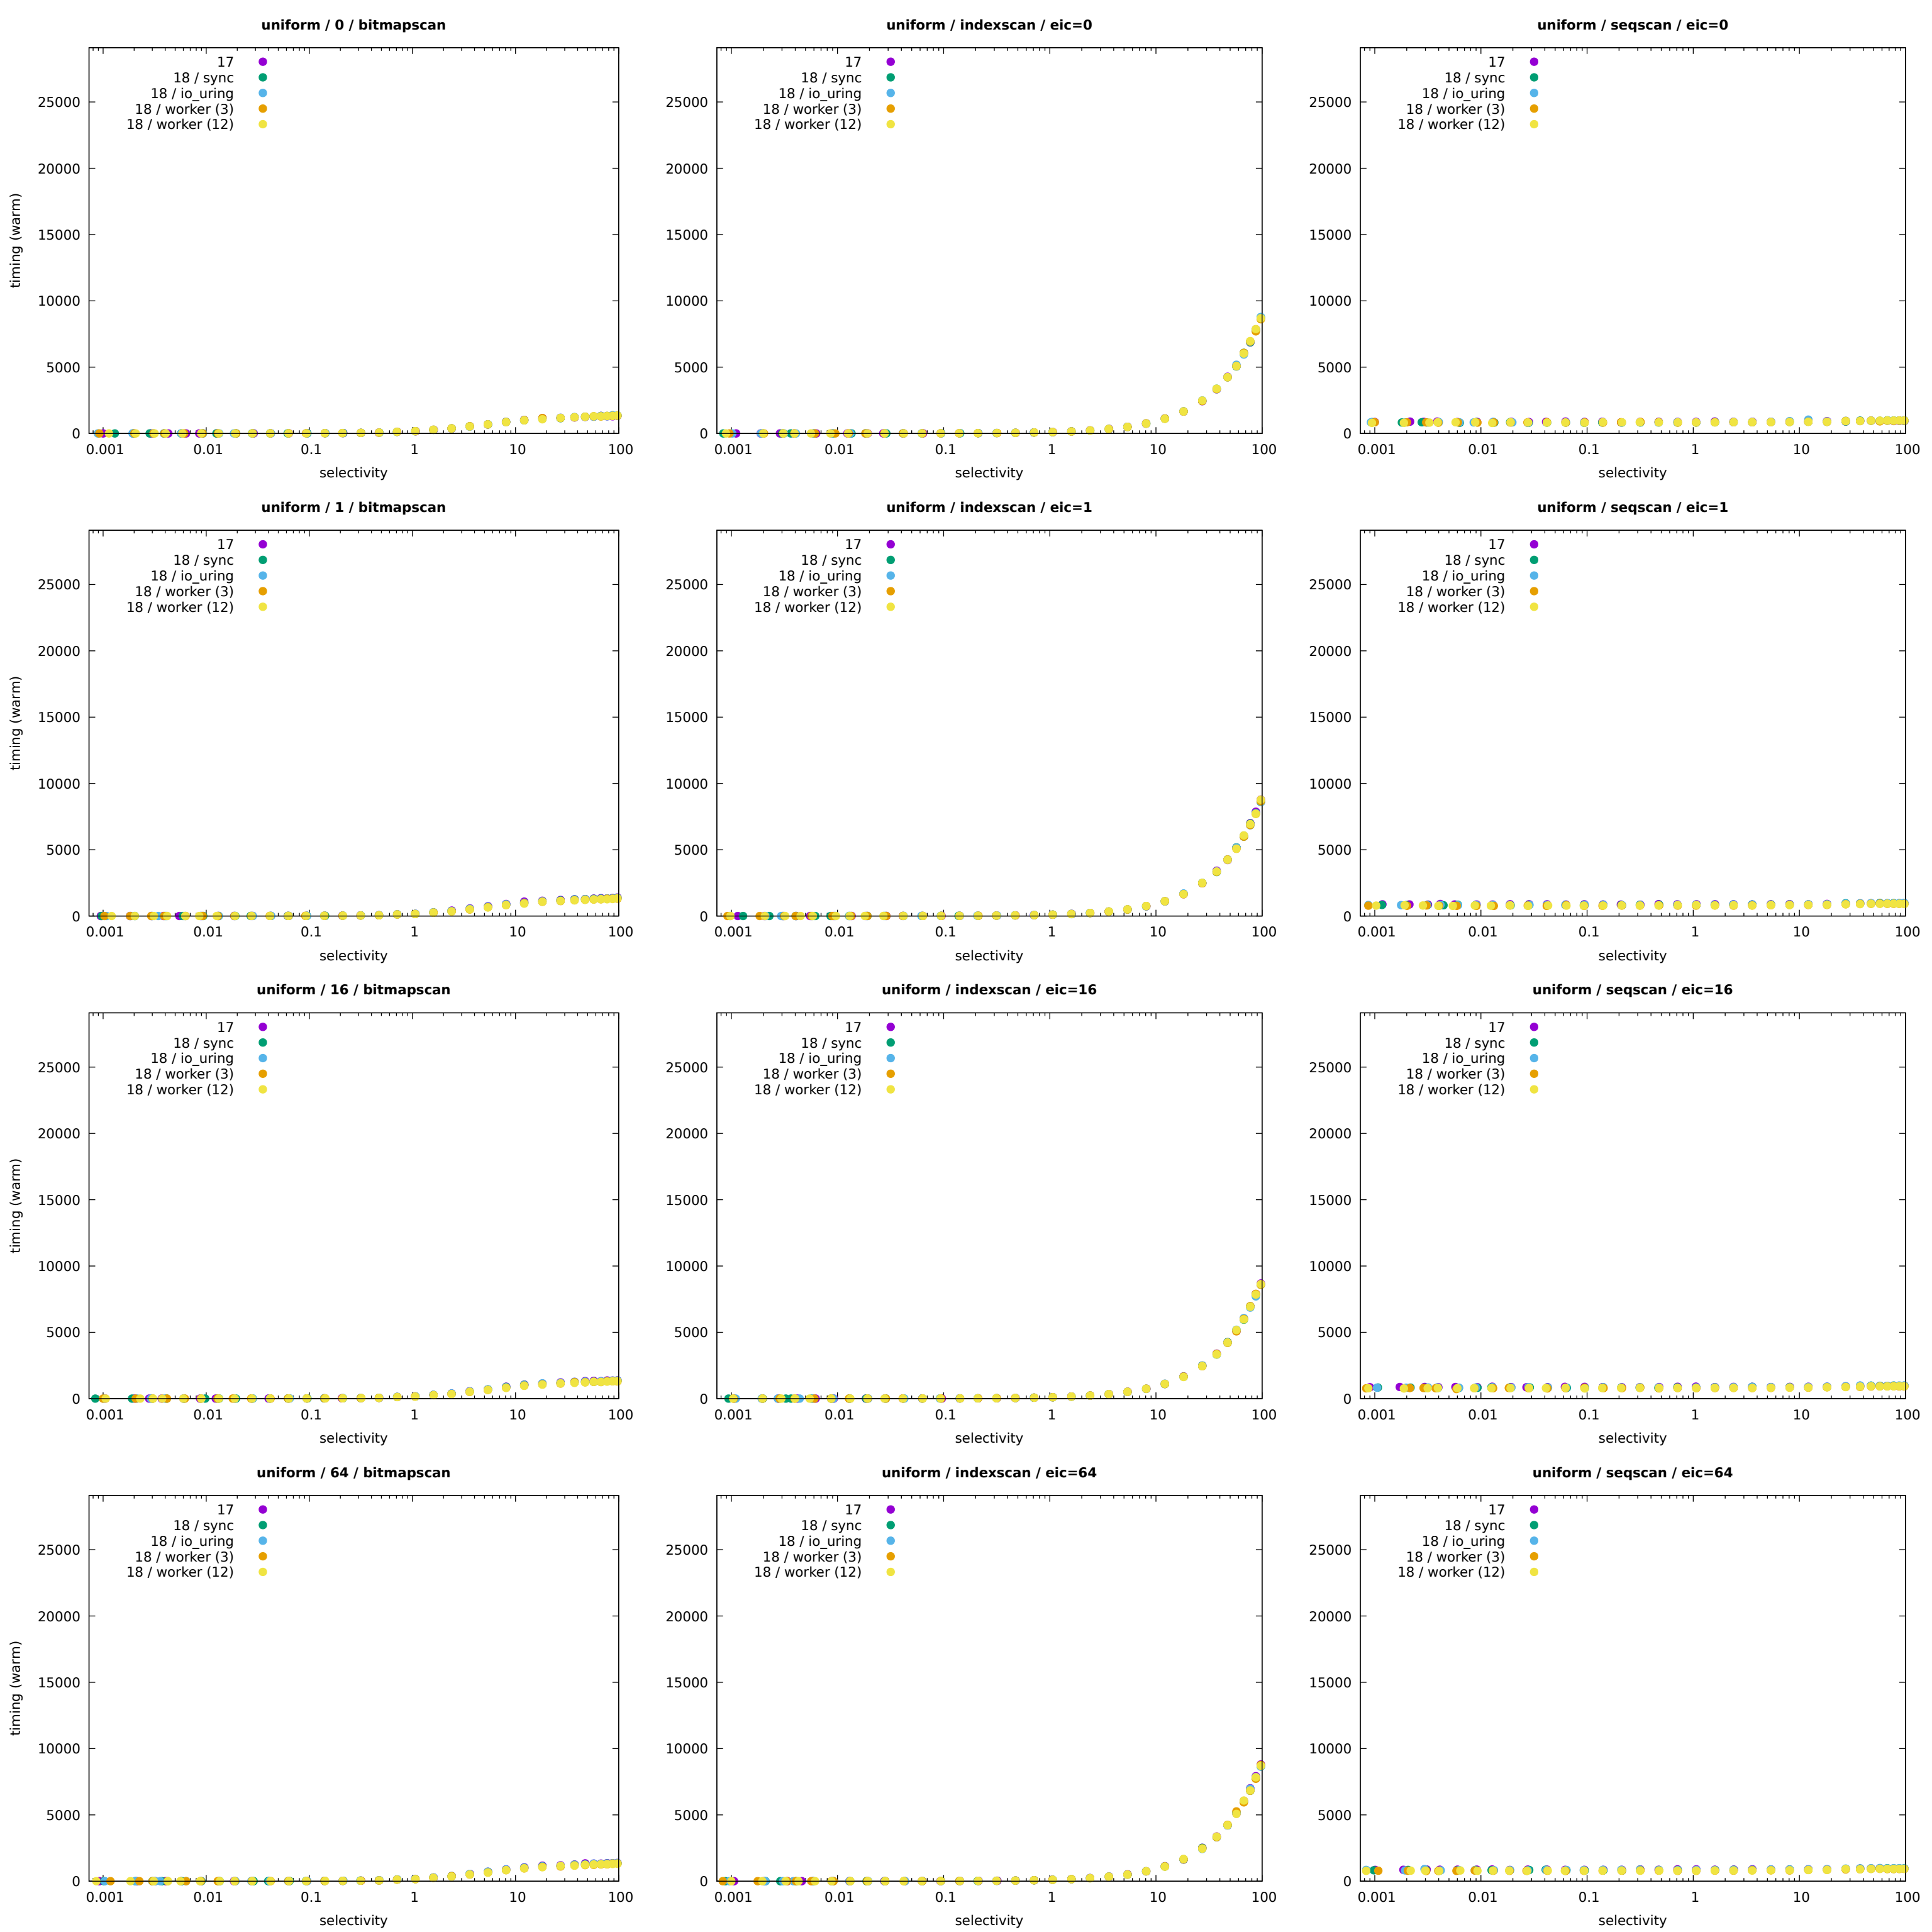 uniform / 0 / bitmapscan
timing (warm)
25000
20000
15000
10000
5000
0
17
18 / sync
18 / io_uring
18 / worker (3)
18 / worker (12)
0.001 0.01 0.1 1 10 100
selectivity
uniform / indexscan / eic=0
25000
20000
15000
10000
5000
0
17
18 / sync
18 / io_uring
18 / worker (3)
18 / worker (12)
0.001 0.01 0.1 1 10 100
selectivity
uniform / seqscan / eic=0
25000
20000
15000
10000
5000
0
17
18 / sync
18 / io_uring
18 / worker (3)
18 / worker (12)
0.001 0.01 0.1 1 10 100
selectivity
uniform / 1 / bitmapscan
timing (warm)
25000
20000
15000
10000
5000
0
17
18 / sync
18 / io_uring
18 / worker (3)
18 / worker (12)
0.001 0.01 0.1 1 10 100
selectivity
uniform / indexscan / eic=1
25000
20000
15000
10000
5000
0
17
18 / sync
18 / io_uring
18 / worker (3)
18 / worker (12)
0.001 0.01 0.1 1 10 100
selectivity
uniform / seqscan / eic=1
25000
20000
15000
10000
5000
0
17
18 / sync
18 / io_uring
18 / worker (3)
18 / worker (12)
0.001 0.01 0.1 1 10 100
selectivity
uniform / 16 / bitmapscan
timing (warm)
25000
20000
15000
10000
5000
0
17
18 / sync
18 / io_uring
18 / worker (3)
18 / worker (12)
0.001 0.01 0.1 1 10 100
selectivity
uniform / indexscan / eic=16
25000
20000
15000
10000
5000
0
17
18 / sync
18 / io_uring
18 / worker (3)
18 / worker (12)
0.001 0.01 0.1 1 10 100
selectivity
uniform / seqscan / eic=16
25000
20000
15000
10000
5000
0
17
18 / sync
18 / io_uring
18 / worker (3)
18 / worker (12)
0.001 0.01 0.1 1 10 100
selectivity
uniform / 64 / bitmapscan
timing (warm)
25000
20000
15000
10000
5000
0
17
18 / sync
18 / io_uring
18 / worker (3)
18 / worker (12)
0.001 0.01 0.1 1 10 100
selectivity
uniform / indexscan / eic=64
25000
20000
15000
10000
5000
0
17
18 / sync
18 / io_uring
18 / worker (3)
18 / worker (12)
0.001 0.01 0.1 1 10 100
selectivity
uniform / seqscan / eic=64
25000
20000
15000
10000
5000
0
17
18 / sync
18 / io_uring
18 / worker (3)
18 / worker (12)
0.001 0.01 0.1 1 10 100
selectivity